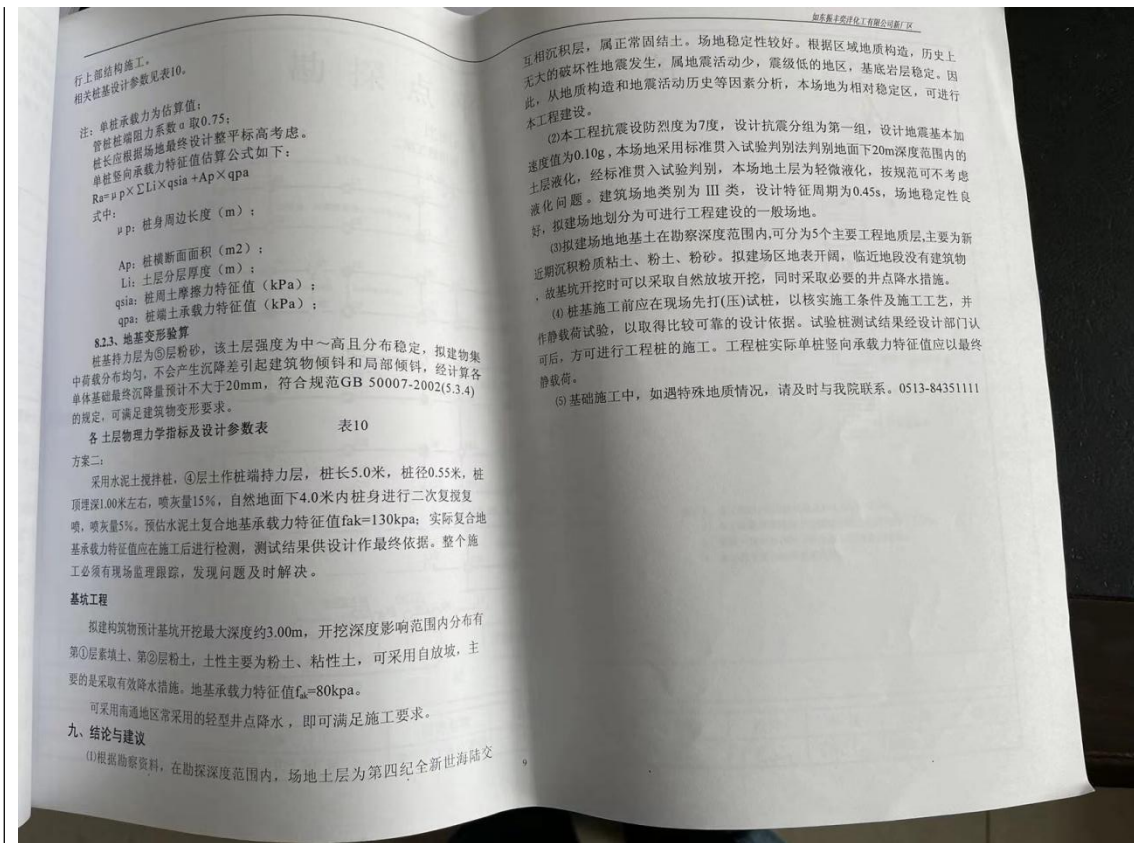 行上部结构施工。
相关桩基设计参数见表10。
注：单桩承载力为估算值；
管桩桩端阻力系数α取0.75；
桩长应根据场地最终设计整平标高考虑。
单桩竖向承载力特征值估算公式如下：
Ra=μp×∑Li×qsia+Ap×qpa
式中：
μp：桩身周边长度（m）；
Ap：桩横断面面积（m2）；
Li：土层分层厚度（m）；
qsia：桩周土摩擦力特征值（kPa）；
qpa：桩端土承载力特征值（kPa）；
8.2.3、地基变形验算
桩基持力层为⑤层粉砂，该土层强度为中～高且分布稳定，拟建物集
中荷载分布均匀，不会产生沉降差引起建筑物倾斜和局部倾斜，经计算各
单体基础最终沉降量预计不大于20mm，符合规范GB 50007-2002(5.3.4)
的规定，可满足建筑物变形要求。
各土层物理力学指标及设计参数表 表10
方案二：
采用水泥土搅拌桩，④层土作桩端持力层，桩长5.0米，桩径0.55米，桩
顶埋深1.00米左右，喷灰量15%，自然地面下4.0米内桩身进行二次复搅复
喷，喷灰量5%。预估水泥土复合地基承载力特征值fak=130kpa；实际复合地
基承载力特征值应在施工后进行检测，测试结果供设计作最终依据。整个施
工必须有现场监理跟踪，发现问题及时解决。
基坑工程
拟建构筑物预计基坑开挖最大深度约3.00m，开挖深度影响范围内分布有
第①层素填土、第②层粉土，土性主要为粉土、粘性土，可采用自放坡，主
要的是采取有效降水措施。地基承载力特征值fak=80kpa。
可采用南通地区常采用的轻型井点降水，即可满足施工要求。
九、结论与建议
⑴根据勘察资料，在勘探深度范围内，场地土层为第四纪全新世海陆交
9
如东振丰奕洋化工有限公司新厂区
互相沉积层，属正常固结土。场地稳定性较好。根据区域地质构造，历史上
无大的破坏性地震发生，属地震活动少，震级低的地区，基底岩层稳定。因
此，从地质构造和地震活动历史等因素分析，本场地为相对稳定区，可进行
本工程建设。
⑵本工程抗震设防烈度为7度，设计抗震分组为第一组，设计地震基本加
速度值为0.10g，本场地采用标准贯入试验判别法判别地面下20m深度范围内的
土层液化，经标准贯入试验判别，本场地土层为轻微液化，按规范可不考虑
液化问题。建筑场地类别为 III 类，设计特征周期为0.45s，场地稳定性良
好，拟建场地划分为可进行工程建设的一般场地。
⑶拟建场地地基土在勘察深度范围内,可分为5个主要工程地质层,主要为新
近期沉积粉质粘土、粉土、粉砂。拟建场区地表开阔，临近地段没有建筑物
，故基坑开挖时可以采取自然放坡开挖，同时采取必要的井点降水措施。
⑷ 桩基施工前应在现场先打(压)试桩，以核实施工条件及施工工艺，并
作静载荷试验，以取得比较可靠的设计依据。试验桩测试结果经设计部门认
可后，方可进行工程桩的施工。工程桩实际单桩竖向承载力特征值应以最终
静载荷。
⑸ 基础施工中，如遇特殊地质情况，请及时与我院联系。0513-84351111